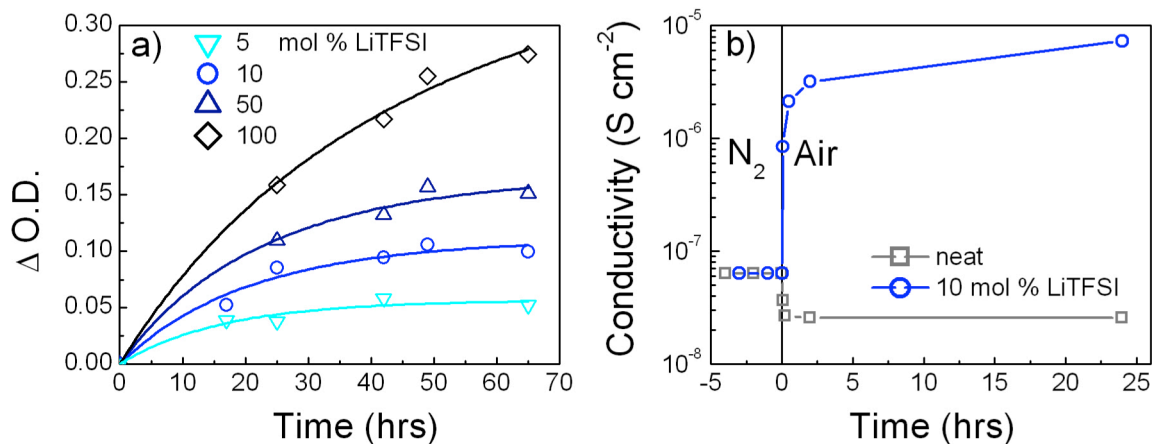 a)
5 mol % LiTFSI
10
50
100
0.30
0.25
0.20
0.15
0.10
0.05
0.00
0 10 20 30 40 50 60 70
Δ O.D.
Time (hrs)
b)
N₂ Air
neat
10 mol % LiTFSI
10⁻⁵
10⁻⁶
10⁻⁷
10⁻⁸
-5 0 5 10 15 20 25
Conductivity (S cm⁻²)
Time (hrs)